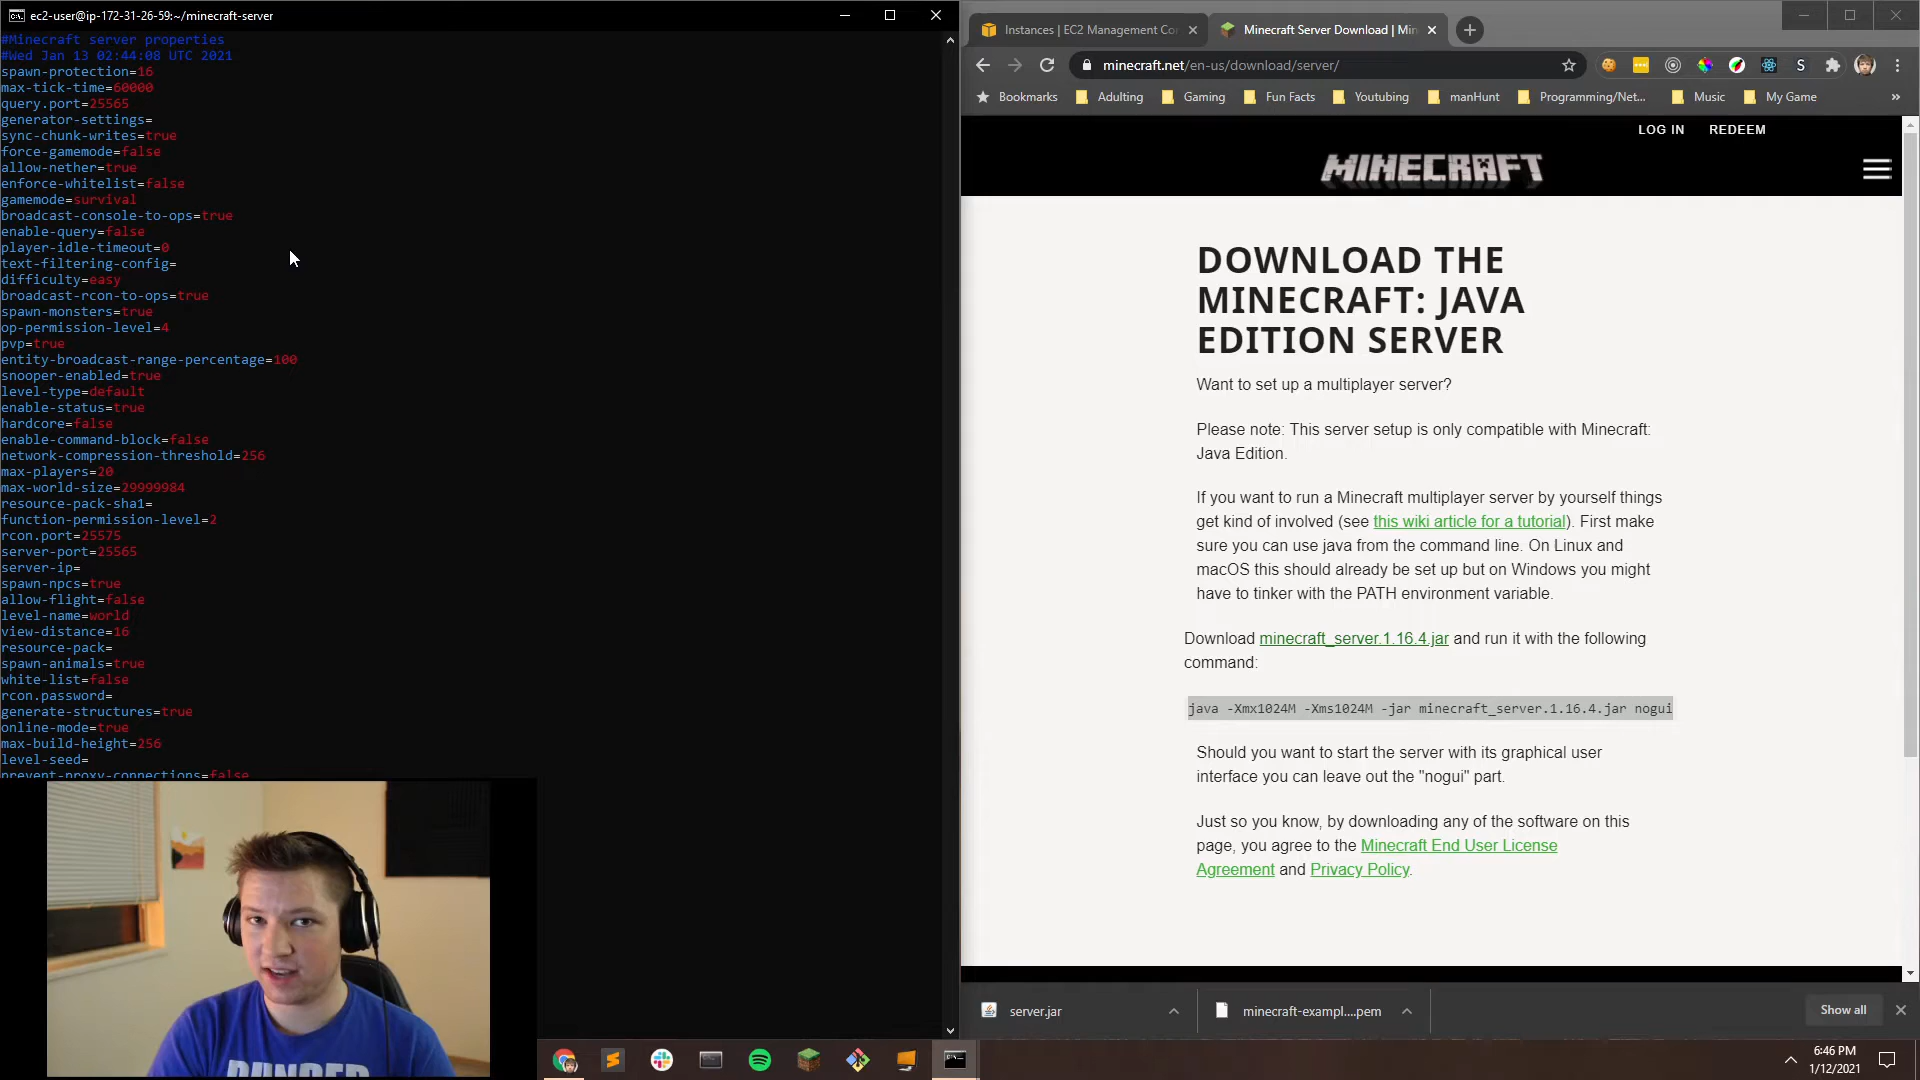 ec2-user@ip-172-31-26-59:~/minecraft-server
#Minecraft server properties
#Wed Jan 13 02:44:08 UTC 2021
spawn-protection=16
max-tick-time=60000
query.port=25565
generator-settings=
sync-chunk-writes=true
force-gamemode=false
allow-nether=true
enforce-whitelist=false
gamemode=survival
broadcast-console-to-ops=true
enable-query=false
player-idle-timeout=0
text-filtering-config=
difficulty=easy
broadcast-rcon-to-ops=true
spawn-monsters=true
op-permission-level=4
pvp=true
entity-broadcast-range-percentage=100
snooper-enabled=true
level-type=default
enable-status=true
hardcore=false
enable-command-block=false
network-compression-threshold=256
max-players=20
max-world-size=29999984
resource-pack-sha1=
function-permission-level=2
rcon.port=25575
server-port=25565
server-ip=
spawn-npcs=true
allow-flight=false
level-name=world
view-distance=16
resource-pack=
spawn-animals=true
white-list=false
rcon.password=
generate-structures=true
online-mode=true
max-build-height=256
level-seed=
prevent-proxy-connections=false
Instances | EC2 Management Co
Minecraft Server Download | Min
minecraft.net/en-us/download/server/
Bookmarks Adulting Gaming Fun Facts Youtubing manHunt Programming/Net... Music My Game
LOG IN REDEEM
MINECRAFT
DOWNLOAD THE
MINECRAFT: JAVA
EDITION SERVER
Want to set up a multiplayer server?
Please note: This server setup is only compatible with Minecraft:
Java Edition.
If you want to run a Minecraft multiplayer server by yourself things
get kind of involved (see this wiki article for a tutorial). First make
sure you can use java from the command line. On Linux and
macOS this should already be set up but on Windows you might
have to tinker with the PATH environment variable.
Download minecraft_server.1.16.4.jar and run it with the following
command:
java -Xmx1024M -Xms1024M -jar minecraft_server.1.16.4.jar nogui
Should you want to start the server with its graphical user
interface you can leave out the "nogui" part.
Just so you know, by downloading any of the software on this
page, you agree to the Minecraft End User License
Agreement and Privacy Policy.
server.jar
minecraft-exampl....pem
Show all
6:46 PM
1/12/2021